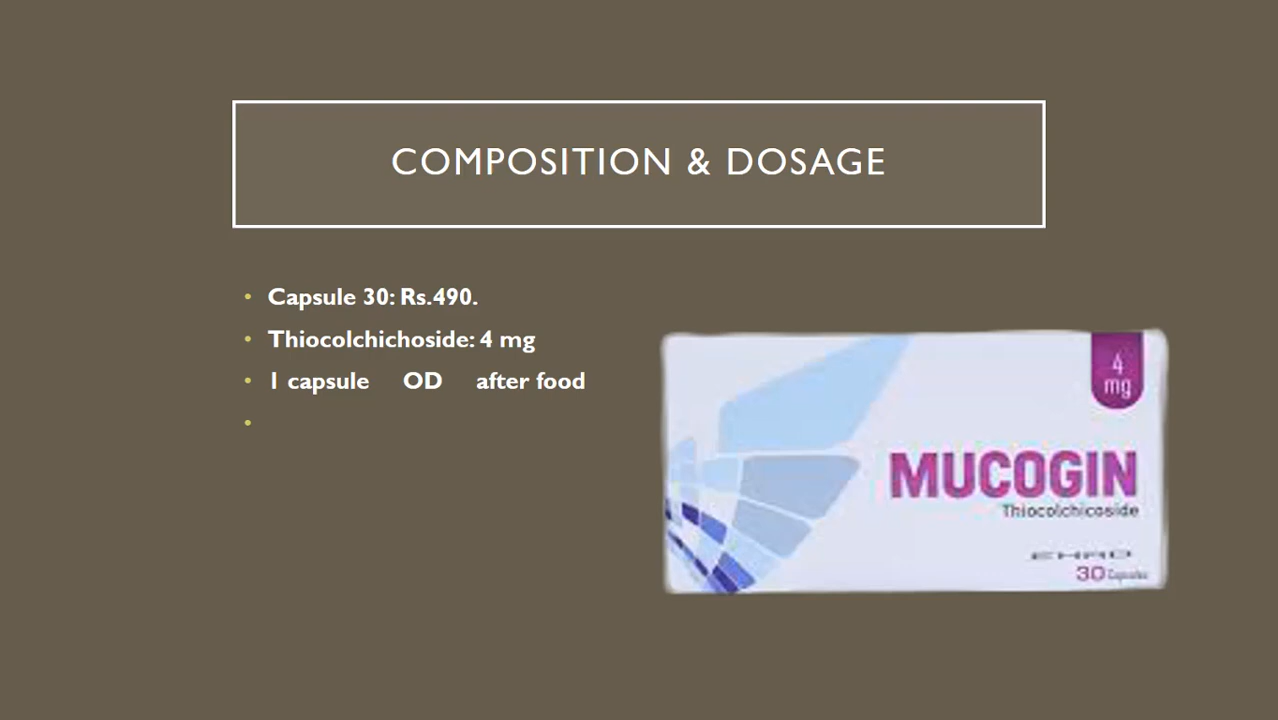 COMPOSITION & DOSAGE
• Capsule 30: Rs.490.
• Thiocolchichoside: 4 mg
• 1 capsule OD after food
•
4
mg
MUCOGIN
Thiocolchicoside
30 Capsules